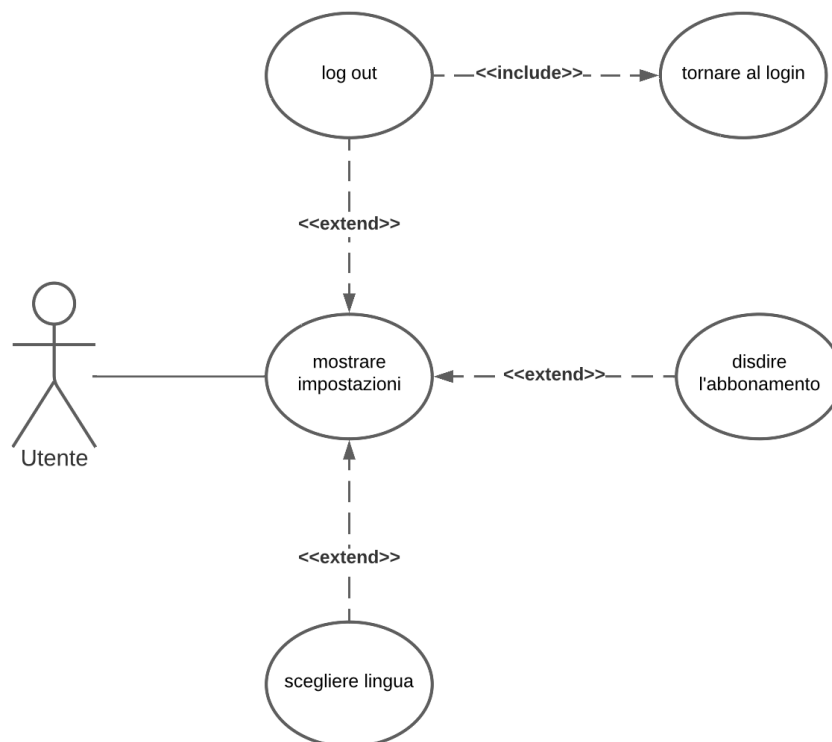 log out
<<include>>
tornare al login
<<extend>>
mostrare
impostazioni
<<extend>>
disdire
l'abbonamento
Utente
<<extend>>
scegliere lingua